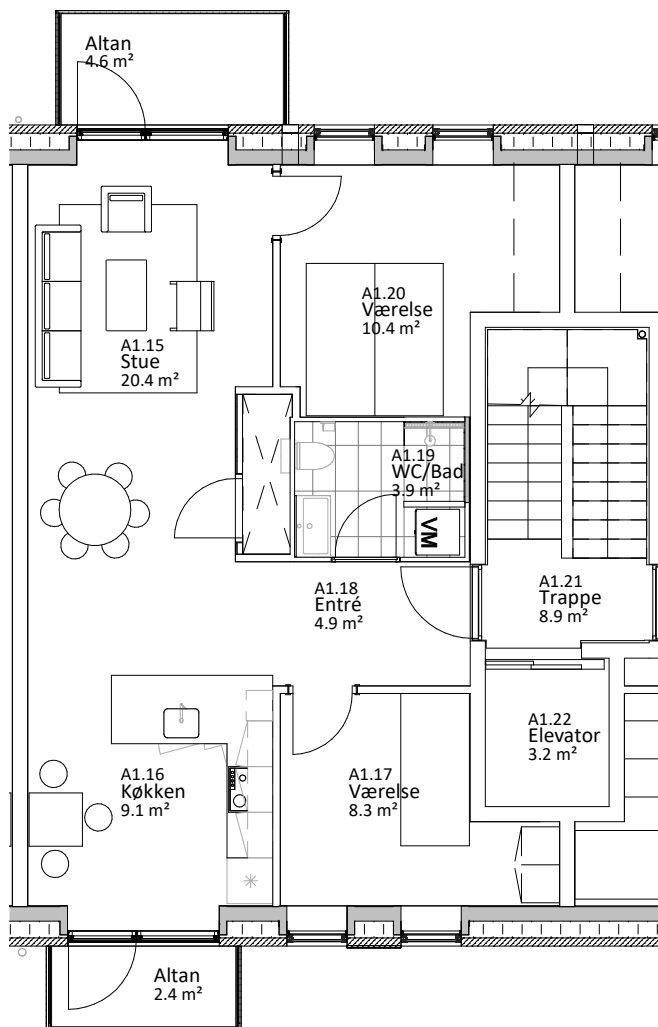 Altan
4.6 m²
A1.20
Værelse
10.4 m²
A1.15
Stue
20.4 m²
A1.19
WC/Bad
3.9 m²
VM
A1.18
Entré
4.9 m²
A1.21
Trappe
8.9 m²
A1.22
Elevator
3.2 m²
A1.16
Køkken
9.1 m²
A1.17
Værelse
8.3 m²
Altan
2.4 m²